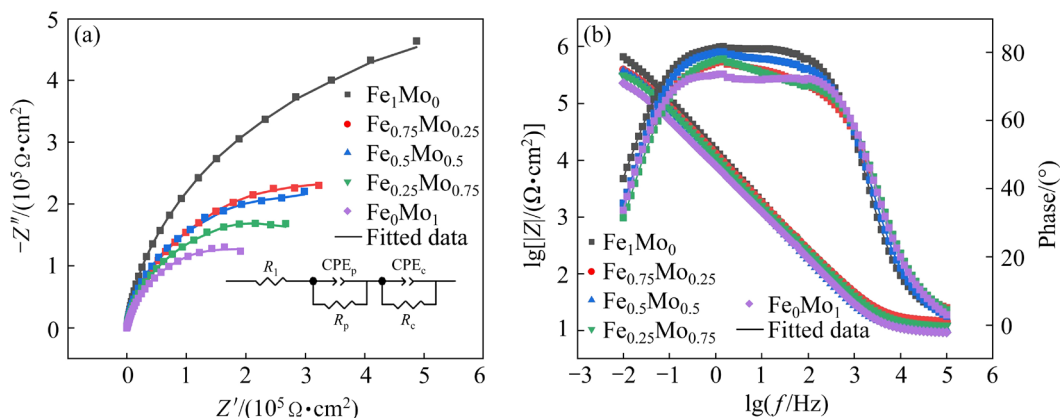 (a)
−Z″/(10⁵ Ω•cm²)
5
4
3
2
1
0
Fe₁Mo₀
Fe₀.₇₅Mo₀.₂₅
Fe₀.₅Mo₀.₅
Fe₀.₂₅Mo₀.₇₅
Fe₀Mo₁
Fitted data
R₁ CPEₚ CPE_c
Rₚ R_c
0 1 2 3 4 5 6
Z′/(10⁵ Ω•cm²)
(b)
lg[|Z|/(Ω•cm²)]
6
5
4
3
2
1
80
60
40
20
0
Phase/(°)
Fe₁Mo₀
Fe₀.₇₅Mo₀.₂₅
Fe₀.₅Mo₀.₅
Fe₀.₂₅Mo₀.₇₅
Fe₀Mo₁
Fitted data
−3 −2 −1 0 1 2 3 4 5 6
lg(f/Hz)